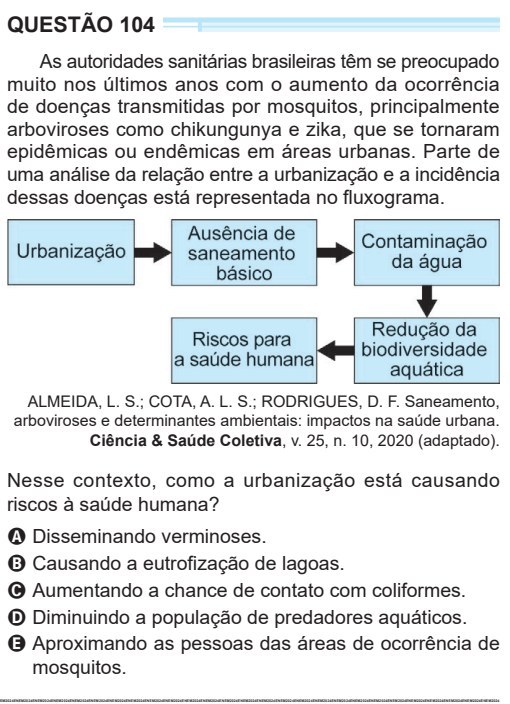 QUESTÃO 104
As autoridades sanitárias brasileiras têm se preocupado
muito nos últimos anos com o aumento da ocorrência
de doenças transmitidas por mosquitos, principalmente
arboviroses como chikungunya e zika, que se tornaram
epidêmicas ou endêmicas em áreas urbanas. Parte de
uma análise da relação entre a urbanização e a incidência
dessas doenças está representada no fluxograma.
Urbanização
Ausência de
saneamento
básico
Contaminação
da água
Redução da
biodiversidade
aquática
Riscos para
a saúde humana
ALMEIDA, L. S.; COTA, A. L. S.; RODRIGUES, D. F. Saneamento,
arboviroses e determinantes ambientais: impactos na saúde urbana.
Ciência & Saúde Coletiva, v. 25, n. 10, 2020 (adaptado).
Nesse contexto, como a urbanização está causando
riscos à saúde humana?
A Disseminando verminoses.
B Causando a eutrofização de lagoas.
C Aumentando a chance de contato com coliformes.
D Diminuindo a população de predadores aquáticos.
E Aproximando as pessoas das áreas de ocorrência de
mosquitos.